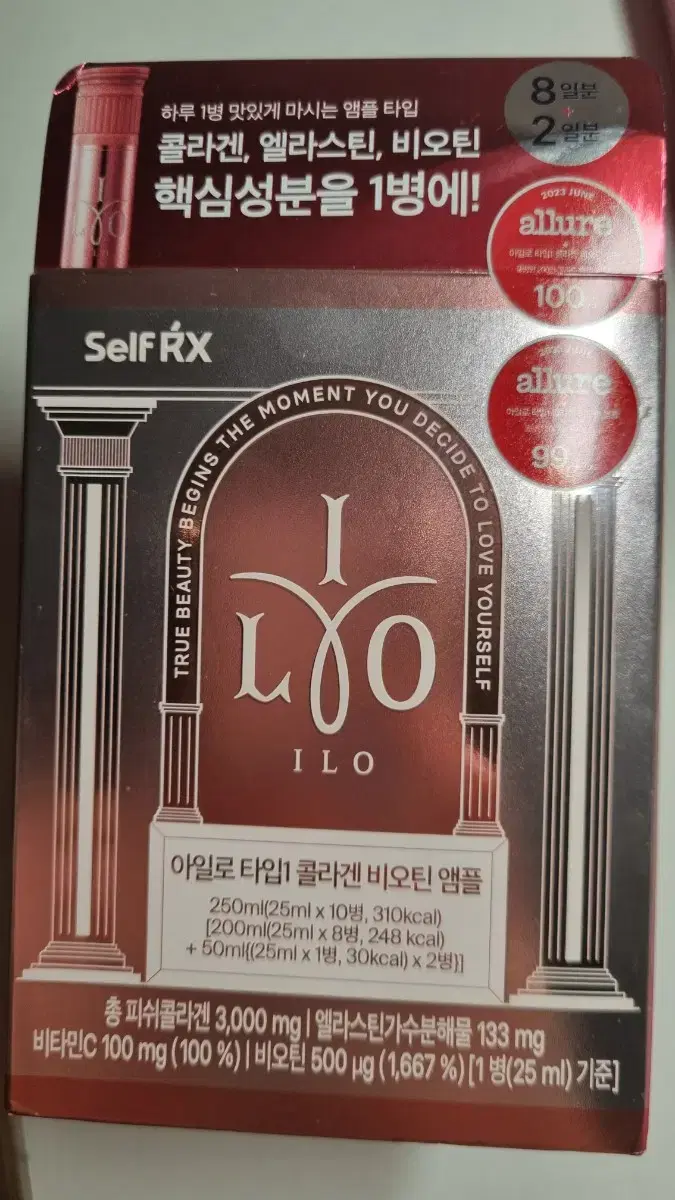 하루 1병 맛있게 마시는 앰플 타입
콜라겐, 엘라스틴, 비오틴
핵심성분을 1병에!
8일분
+
2일분
2023 JUNE
allure
100
allure
99
Self RX
TRUE BEAUTY BEGINS THE MOMENT YOU DECIDE TO LOVE YOURSELF
ILO
ILO
아일로 타입1 콜라겐 비오틴 앰플
250ml(25ml x 10병, 310kcal)
[200ml(25ml x 8병, 248 kcal)
+ 50ml{(25ml x 1병, 30kcal) x 2병}]
총 피쉬콜라겐 3,000 mg | 엘라스틴가수분해물 133 mg
비타민C 100 mg (100 %) | 비오틴 500 µg (1,667 %) [1 병(25 ml) 기준]